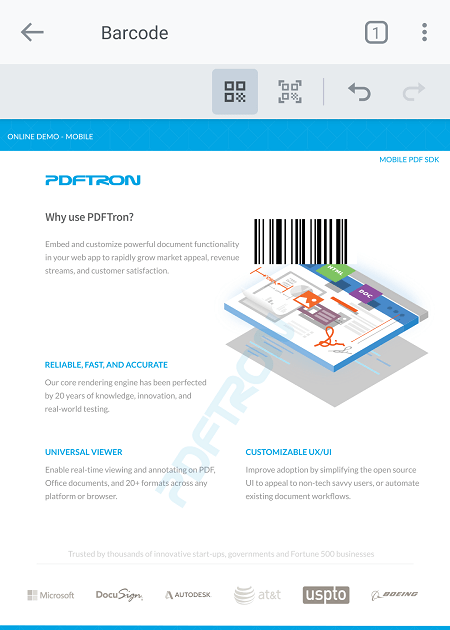 Barcode
1
ONLINE DEMO - MOBILE
MOBILE PDF SDK
PDFTRON
Why use PDFTron?
Embed and customize powerful document functionality
in your web app to rapidly grow market appeal, revenue
streams, and customer satisfaction.
HTML
DOC
RELIABLE, FAST, AND ACCURATE
Our core rendering engine has been perfected
by 20 years of knowledge, innovation, and
real-world testing.
PDFTRON
UNIVERSAL VIEWER
Enable real-time viewing and annotating on PDF,
Office documents, and 20+ formats across any
platform or browser.
CUSTOMIZABLE UX/UI
Improve adoption by simplifying the open source
UI to appeal to non-tech savvy users, or automate
existing document workflows.
Trusted by thousands of innovative start-ups, governments and Fortune 500 businesses
Microsoft
DocuSign
AUTODESK
at&t
uspto
BOEING